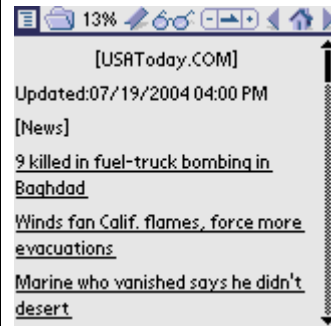 13%
[USAToday.COM]
Updated:07/19/2004 04:00 PM
[News]
9 killed in fuel-truck bombing in
Baghdad
Winds fan Calif. flames, force more
evacuations
Marine who vanished says he didn't
desert